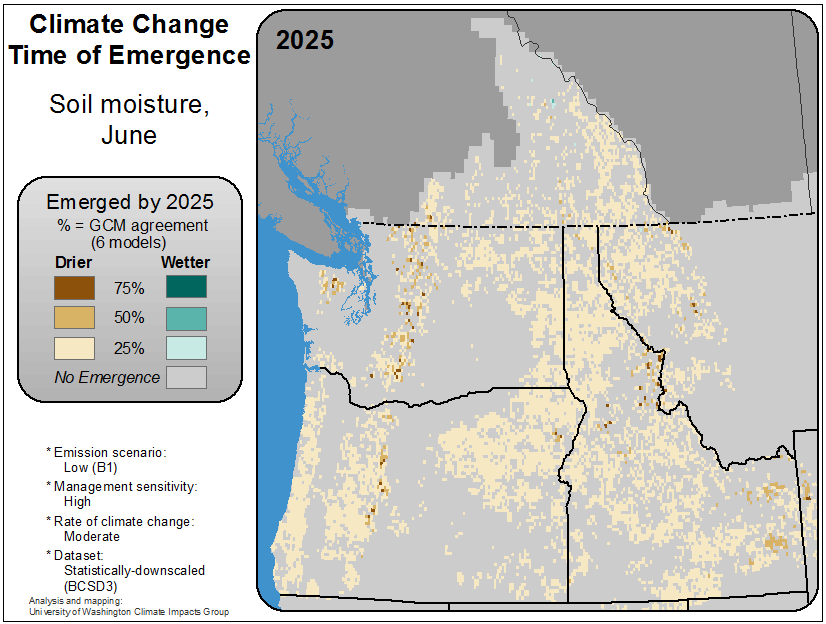 Climate Change
Time of Emergence
Soil moisture,
June
2025
Emerged by 2025
% = GCM agreement
(6 models)
Drier Wetter
75%
50%
25%
No Emergence
* Emission scenario:
Low (B1)
* Management sensitivity:
High
* Rate of climate change:
Moderate
* Dataset:
Statistically-downscaled
(BCSD3)
Analysis and mapping:
University of Washington Climate Impacts Group